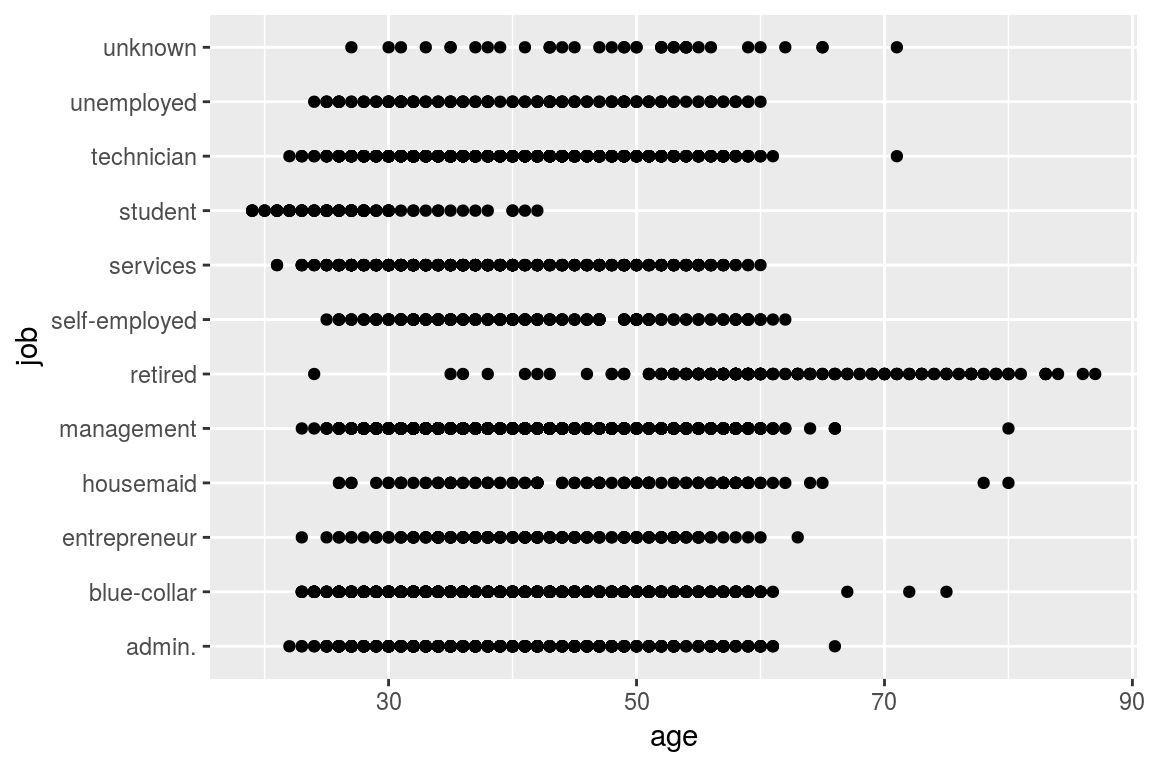 unknown
unemployed
technician
student
services
self-employed
retired
management
housemaid
entrepreneur
blue-collar
admin.
job
30 50 70 90
age